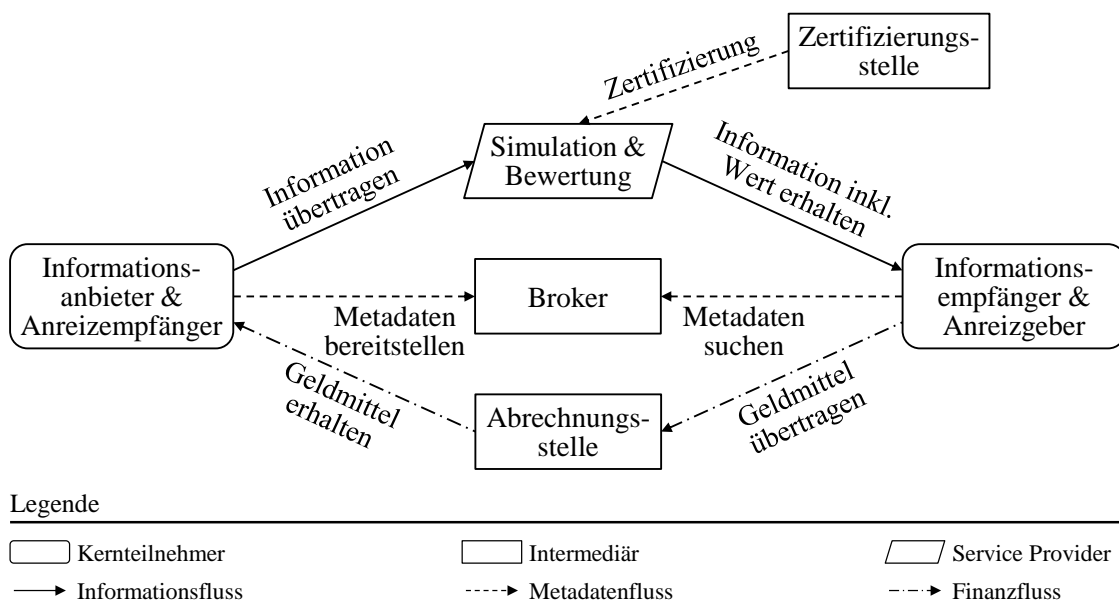 Zertifizierungs-
stelle
Zertifizierung
Simulation &
Bewertung
Information
übertragen
Information inkl.
Wert erhalten
Informations-
anbieter &
Anreizempfänger
Broker
Informations-
empfänger &
Anreizgeber
Metadaten
bereitstellen
Metadaten
suchen
Geldmittel
erhalten
Abrechnungs-
stelle
Geldmittel
übertragen
Legende
Kernteilnehmer
Intermediär
Service Provider
Informationsfluss
Metadatenfluss
Finanzfluss